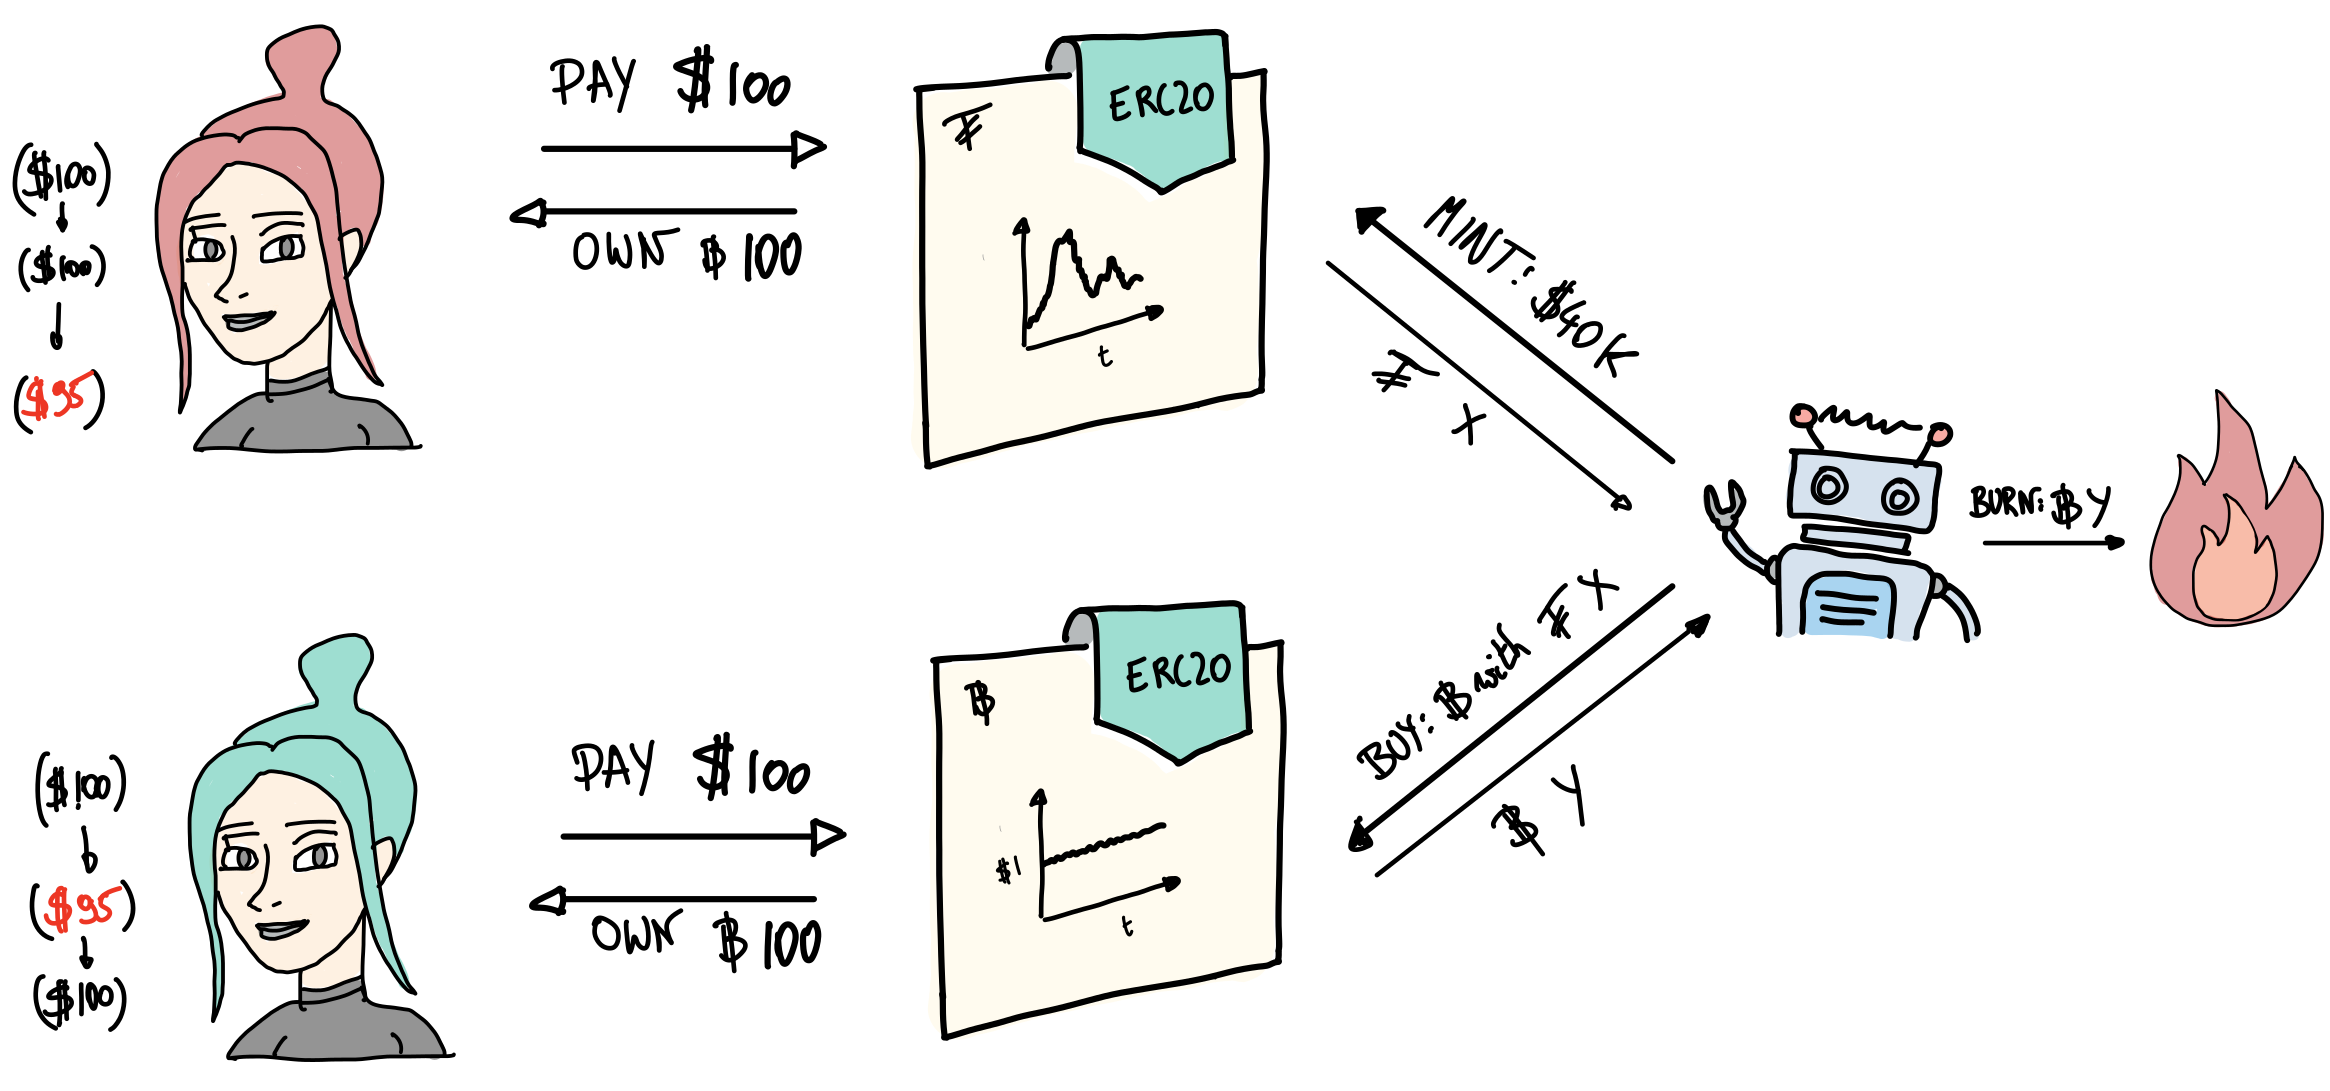 PAY $100
OWN ₿ 100
($100)
($100)
($95)
₮
ERC20
t
MINT: $40K
₮ X
BURN: ₿ Y
BUY: ₿ with ₮ X
₿ Y
PAY $100
OWN ₿ 100
($100)
($95)
($100)
₿
ERC20
$1
t